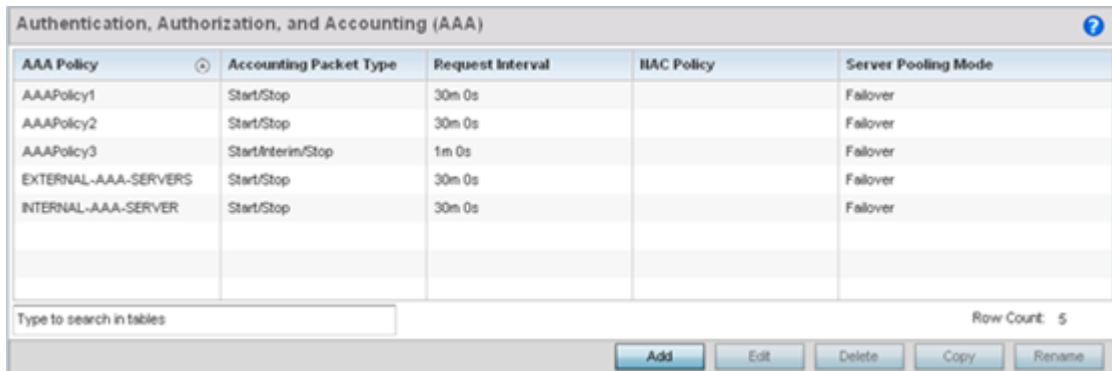 Authentication, Authorization, and Accounting (AAA) ?
AAA Policy Accounting Packet Type Request Interval NAC Policy Server Pooling Mode
AAAPolicy1 Start/Stop 30m 0s Failover
AAAPolicy2 Start/Stop 30m 0s Failover
AAAPolicy3 Start/Interim/Stop 1m 0s Failover
EXTERNAL-AAA-SERVERS Start/Stop 30m 0s Failover
INTERNAL-AAA-SERVER Start/Stop 30m 0s Failover
Type to search in tables Row Count: 5
Add Edit Delete Copy Rename